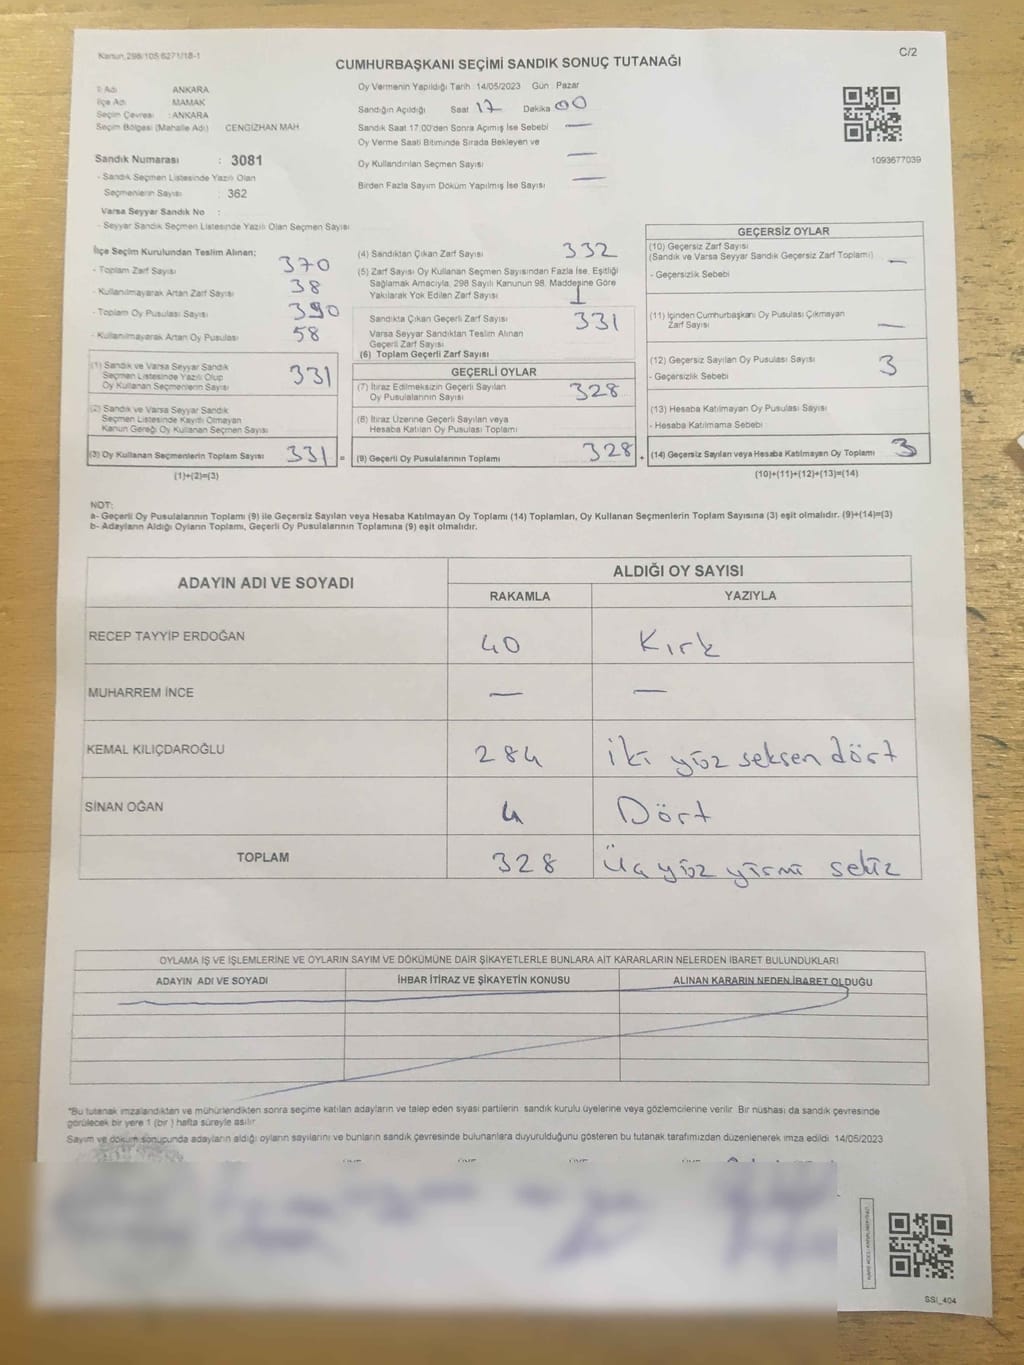 Kanun,298/105 6271/18-1
C/2
CUMHURBAŞKANI SEÇİMİ SANDIK SONUÇ TUTANAĞI
İl Adı ANKARA
İlçe Adı MAMAK
Seçim Çevresi : ANKARA
Seçim Bölgesi (Mahalle Adı) CENGİZHAN MAH.
Sandık Numarası : 3081
- Sandık Seçmen Listesinde Yazılı Olan
Seçmenlerin Sayısı : 362
Varsa Seyyar Sandık No :
- Seyyar Sandık Seçmen Listesinde Yazılı Olan Seçmen Sayısı
Oy Vermenin Yapıldığı Tarih : 14/05/2023 Gün : Pazar
Sandığın Açıldığı Saat 17 Dakika 00
Sandık Saat 17.00'den Sonra Açımış İse Sebebi —
Oy Verme Saati Bitiminde Sırada Bekleyen ve
Oy Kullandırılan Seçmen Sayısı —
Birden Fazla Sayım Döküm Yapılmış İse Sayısı —
1093677039
İlçe Seçim Kurulundan Teslim Alınan;
- Toplam Zarf Sayısı 370
- Kullanılmayarak Artan Zarf Sayısı 38
- Toplam Oy Pusulası Sayısı 390
- Kullanılmayarak Artan Oy Pusulası 58
(1) Sandık ve Varsa Seyyar Sandık
Seçmen Listesinde Yazılı Olup
Oy Kullanan Seçmenlerin Sayısı 331
(2) Sandık ve Varsa Seyyar Sandık
Seçmen Listesinde Kayıtlı Olmayan
Kanun Gereği Oy Kullanan Seçmen Sayısı
(3) Oy Kullanan Seçmenlerin Toplam Sayısı 331 =
(1)+(2)=(3)
(4) Sandıktan Çıkan Zarf Sayısı 332
(5) Zarf Sayısı Oy Kullanan Seçmen Sayısından Fazla İse, Eşitliği
Sağlamak Amacıyla, 298 Sayılı Kanunun 98. Maddesine Göre
Yakılarak Yok Edilen Zarf Sayısı 1
Sandıkta Çıkan Geçerli Zarf Sayısı 331
Varsa Seyyar Sandıktan Teslim Alınan
Geçerli Zarf Sayısı
(6) Toplam Geçerli Zarf Sayısı
GEÇERLİ OYLAR
(7) İtiraz Edilmeksizin Geçerli Sayılan
Oy Pusulalarının Sayısı 328
(8) İtiraz Üzerine Geçerli Sayılan veya
Hesaba Katılan Oy Pusulası Toplamı
(9) Geçerli Oy Pusulalarının Toplamı 328 +
GEÇERSİZ OYLAR
(10) Geçersiz Zarf Sayısı
(Sandık ve Varsa Seyyar Sandık Geçersiz Zarf Toplamı) —
- Geçersizlik Sebebi
(11) İçinden Cumhurbaşkanı Oy Pusulası Çıkmayan
Zarf Sayısı —
(12) Geçersiz Sayılan Oy Pusulası Sayısı 3
- Geçersizlik Sebebi
(13) Hesaba Katılmayan Oy Pusulası Sayısı
- Hesaba Katılmama Sebebi
(14) Geçersiz Sayılan veya Hesaba Katılmayan Oy Toplamı 3
(10)+(11)+(12)+(13)=(14)
NOT:
a- Geçerli Oy Pusulalarının Toplamı (9) ile Geçersiz Sayılan veya Hesaba Katılmayan Oy Toplamı (14) Toplamları, Oy Kullanan Seçmenlerin Toplam Sayısına (3) eşit olmalıdır. (9)+(14)=(3)
b- Adayların Aldığı Oyların Toplamı, Geçerli Oy Pusulalarının Toplamına (9) eşit olmalıdır.
ADAYIN ADI VE SOYADI ALDIĞI OY SAYISI
RAKAMLA YAZIYLA
RECEP TAYYİP ERDOĞAN 40 Kırk
MUHARREM İNCE — —
KEMAL KILIÇDAROĞLU 284 iki yüz seksen dört
SİNAN OĞAN 4 Dört
TOPLAM 328 Üç yüz yirmi sekiz
OYLAMA İŞ VE İŞLEMLERİNE VE OYLARIN SAYIM VE DÖKÜMÜNE DAİR ŞİKAYETLERLE BUNLARA AİT KARARLARIN NELERDEN İBARET BULUNDUKLARI
ADAYIN ADI VE SOYADI İHBAR İTİRAZ VE ŞİKAYETİN KONUSU ALINAN KARARIN NEDEN İBARET OLDUĞU
*Bu tutanak imzalandıktan ve mühürlendikten sonra seçime katılan adayların ve talep eden siyasi partilerin sandık kurulu üyelerine veya gözlemcilerine verilir. Bir nüshası da sandık çevresinde
görülecek bir yere 1 (bir ) hafta süreyle asılır.
Sayım ve döküm sonucunda adayların aldığı oyların sayılarını ve bunların sandık çevresinde bulunanlara duyurulduğunu gösteren bu tutanak tarafımızdan düzenlenerek imza edildi. 14/05/2023
SSI_404